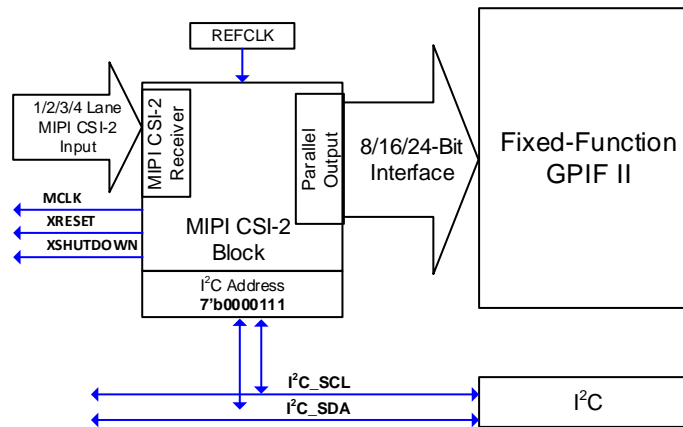 REFCLK
1/2/3/4 Lane
MIPI CSI-2
Input
MIPI CSI-2
Receiver
Parallel
Output
8/16/24-Bit
Interface
Fixed-Function
GPIF II
MCLK
XRESET
XSHUTDOWN
MIPI CSI-2
Block
I²C Address
7'b0000111
I²C_SCL
I²C_SDA
I²C